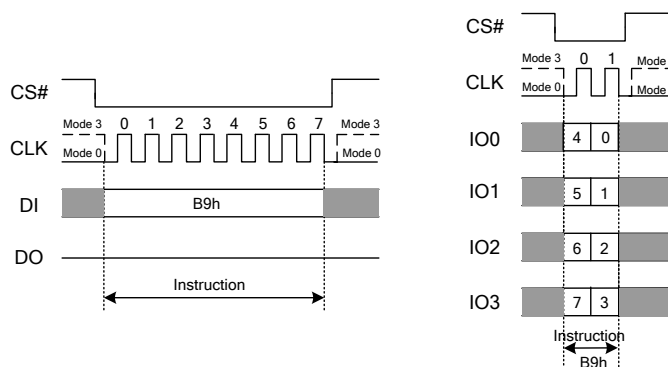 CS#
Mode 3 0 1 2 3 4 5 6 7 Mode 3
CLK
Mode 0 Mode 0
DI B9h
DO
Instruction
CS#
Mode 3 0 1 Mode
CLK
Mode 0 Mode
IO0 4 0
IO1 5 1
IO2 6 2
IO3 7 3
Instruction
B9h